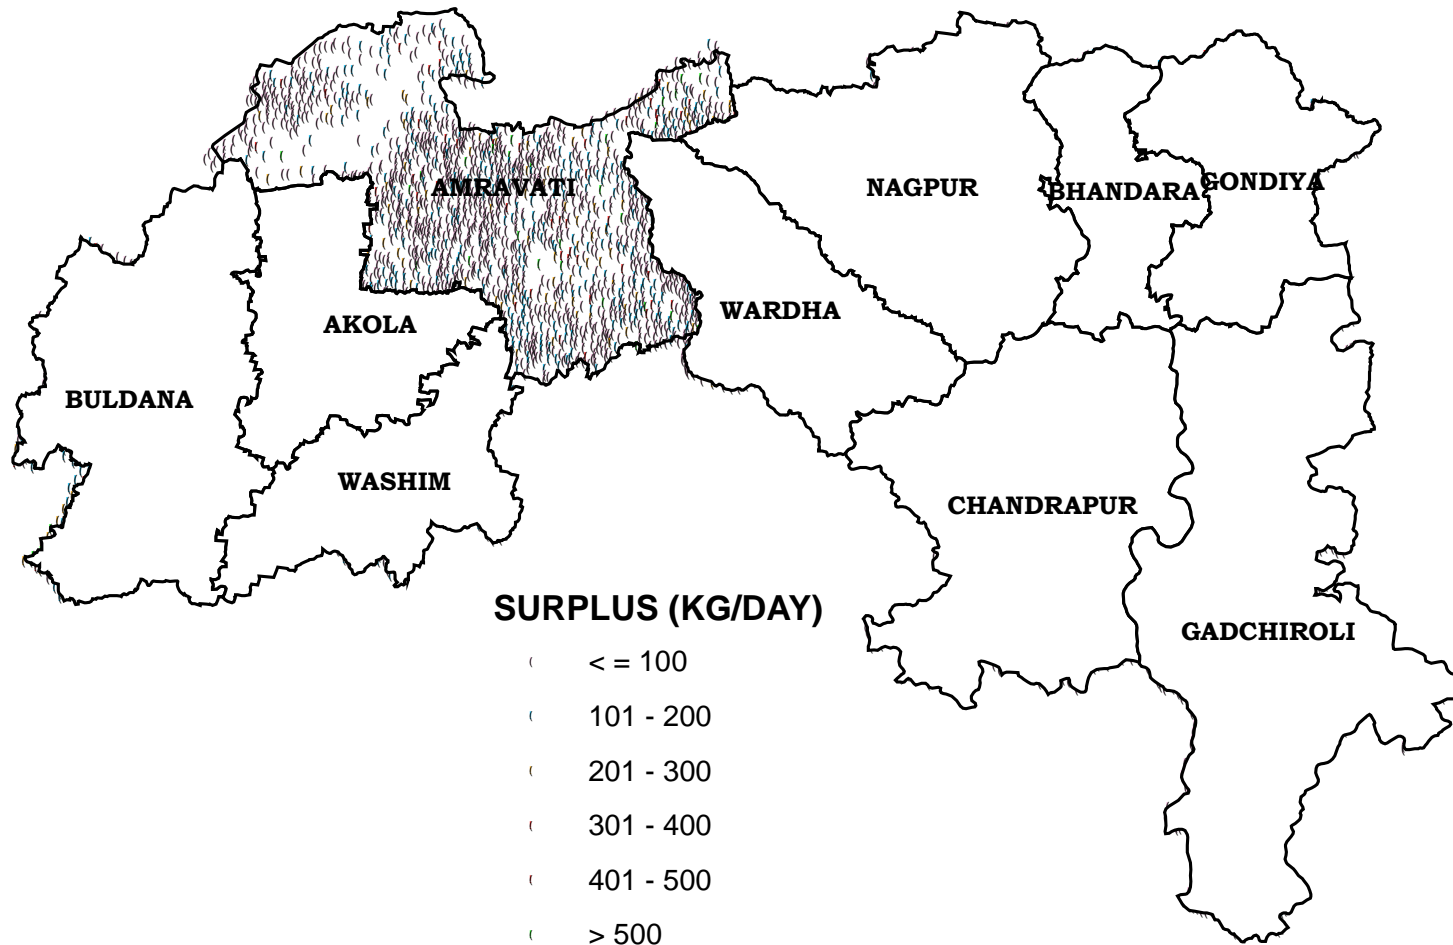 AMRAVATI
NAGPUR
BHANDARA
GONDIYA
AKOLA
WARDHA
BULDANA
WASHIM
CHANDRAPUR
GADCHIROLI
SURPLUS (KG/DAY)
< = 100
101 - 200
201 - 300
301 - 400
401 - 500
> 500